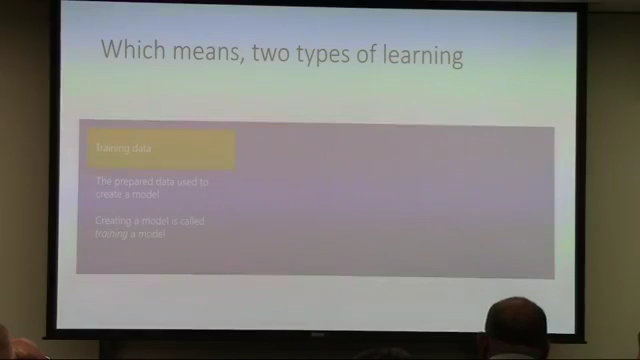 Which means, two types of learning
Training data
The prepared data used to
create a model
Creating a model is called
training a model